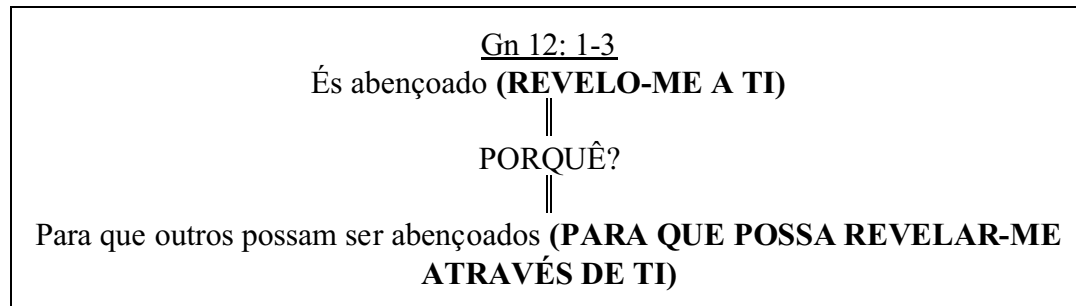 Gn 12: 1-3
És abençoado (REVELO-ME A TI)
PORQUÊ?
Para que outros possam ser abençoados (PARA QUE POSSA REVELAR-ME
ATRAVÉS DE TI)